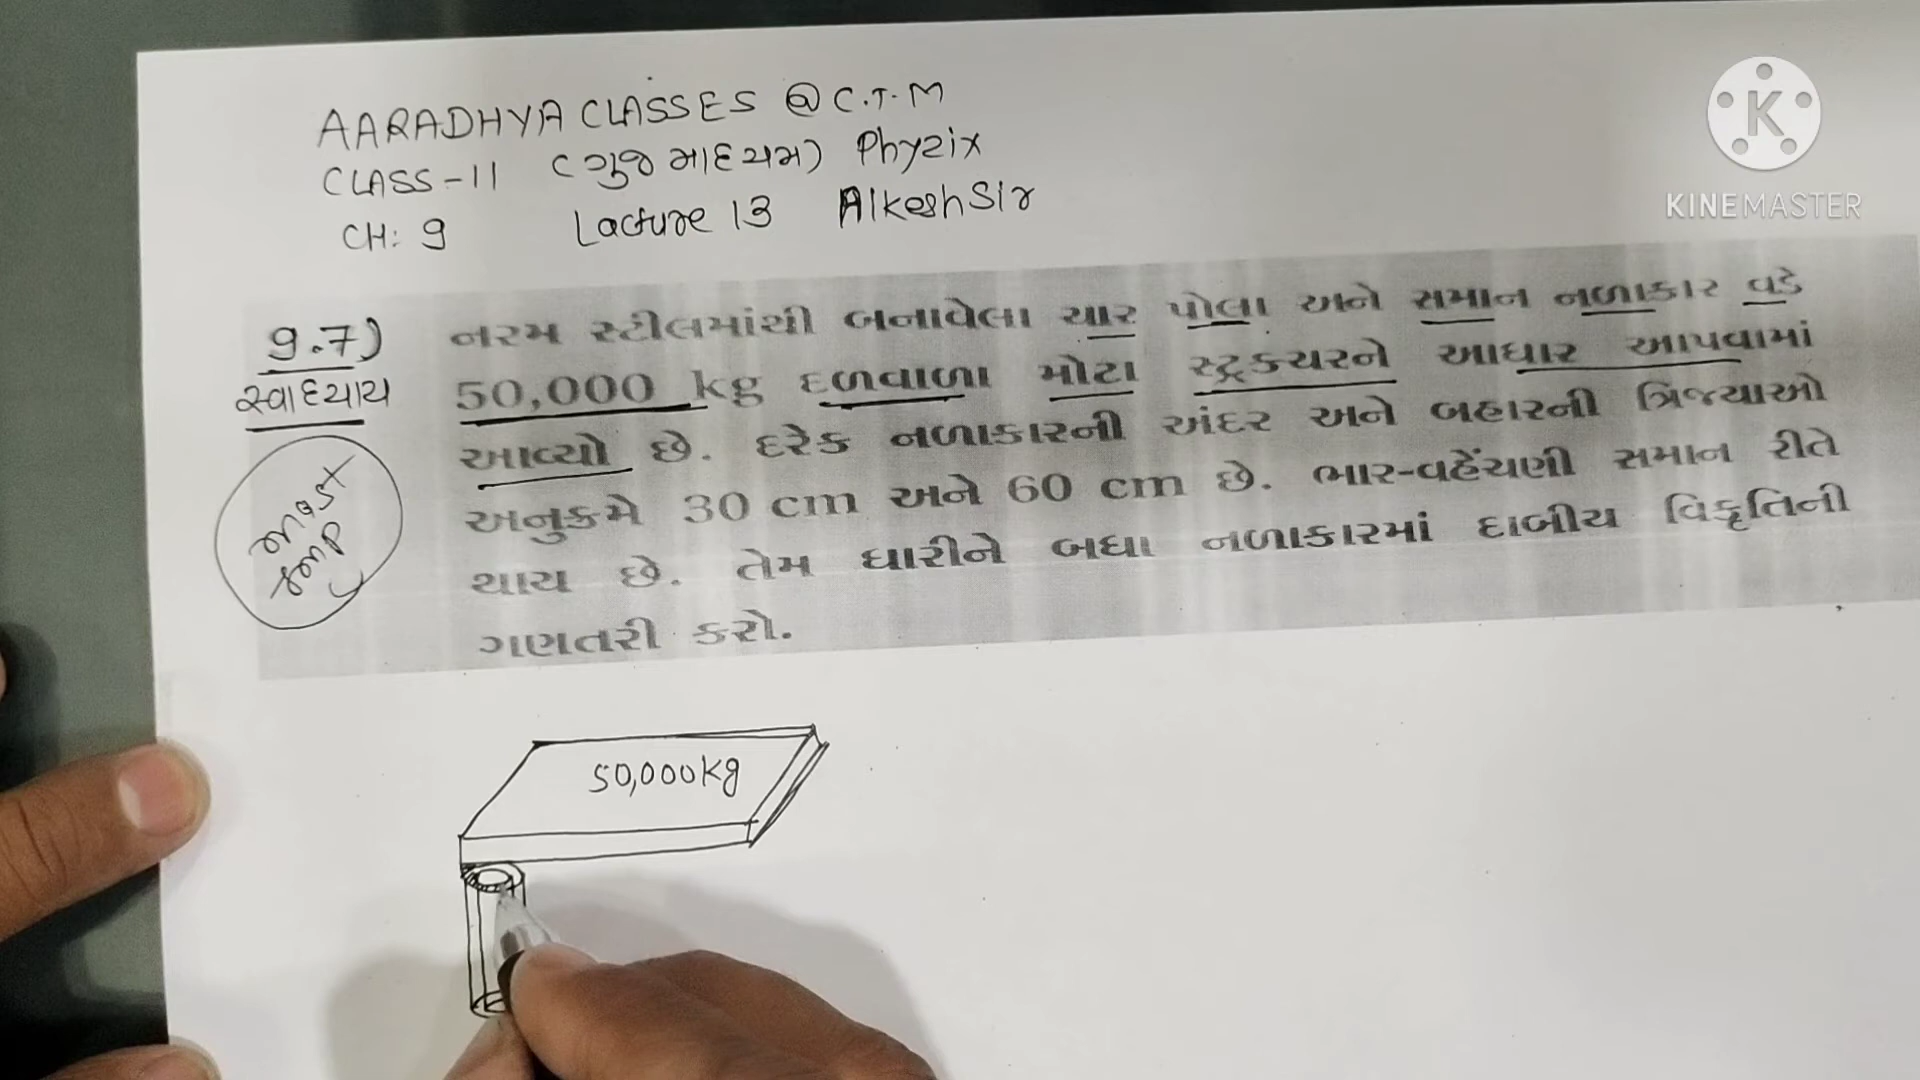 AARADHYA CLASSES @ C.T.M
CLASS-11 (ગુજ માધ્યમ) Phyzix
CH: 9 Lacture 13 Alkesh Sir
KINEMASTER
9.7) નરમ સ્ટીલમાંથી બનાવેલા ચાર પોલા અને સમાન નળાકાર વડે
સ્વાધ્યાય 50,000 kg દળવાળા મોટા સ્ટ્રક્ચરને આધાર આપવામાં
આવ્યો છે. દરેક નળાકારની અંદર અને બહારની ત્રિજ્યાઓ
અનુક્રમે 30 cm અને 60 cm છે. ભાર-વહેંચણી સમાન રીતે
થાય છે. તેમ ધારીને બધા નળાકારમાં દાબીય વિકૃતિની
ગણતરી કરો.
most
50,000kg